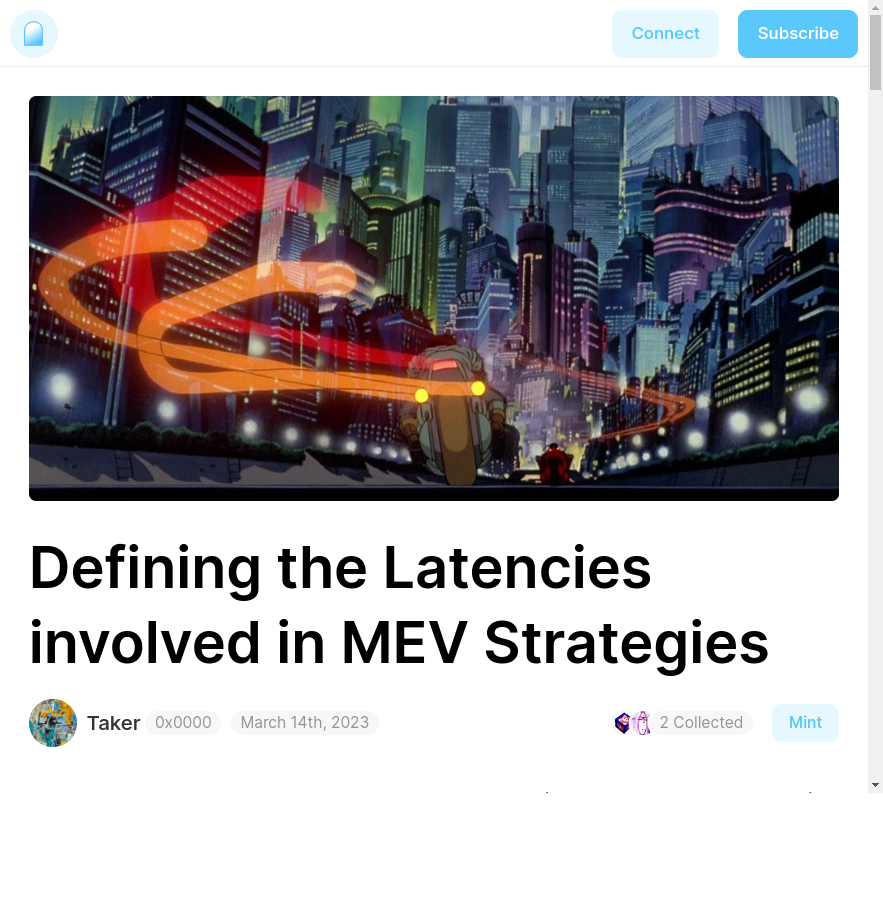 Connect
Subscribe
Defining the Latencies
involved in MEV Strategies
Taker 0x0000 March 14th, 2023 2 Collected Mint